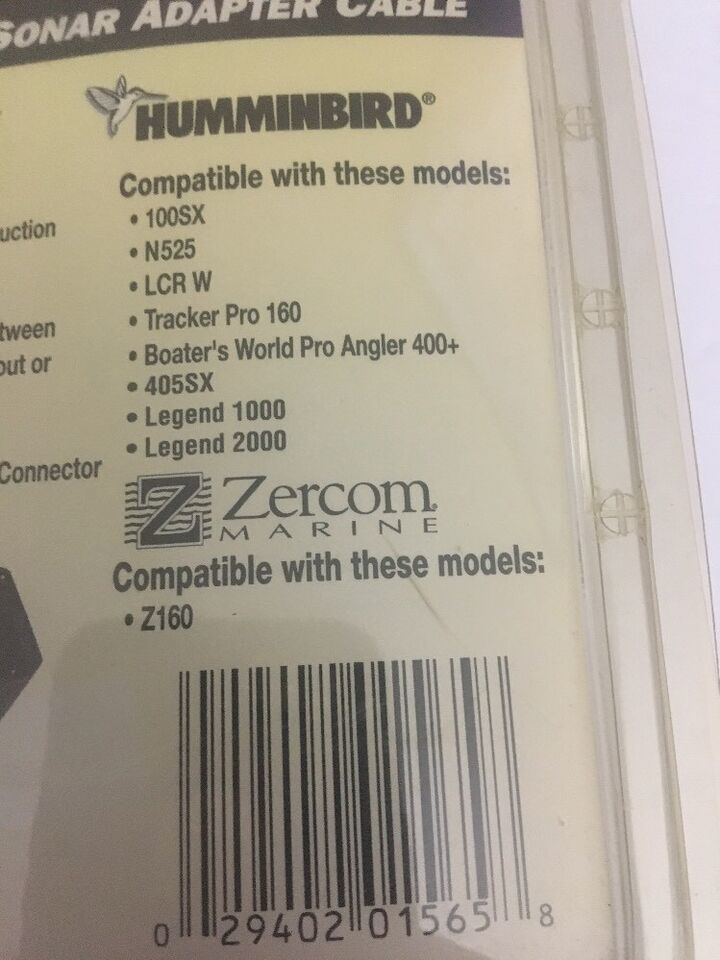 SONAR ADAPTER CABLE
HUMMINBIRD®
Compatible with these models:
• 100SX
uction
• N525
• LCR W
• Tracker Pro 160
tween
• Boater's World Pro Angler 400+
out or
• 405SX
• Legend 1000
• Legend 2000
Connector
Z Zercom
MARINE
Compatible with these models:
• Z160
0 29402 01565 8